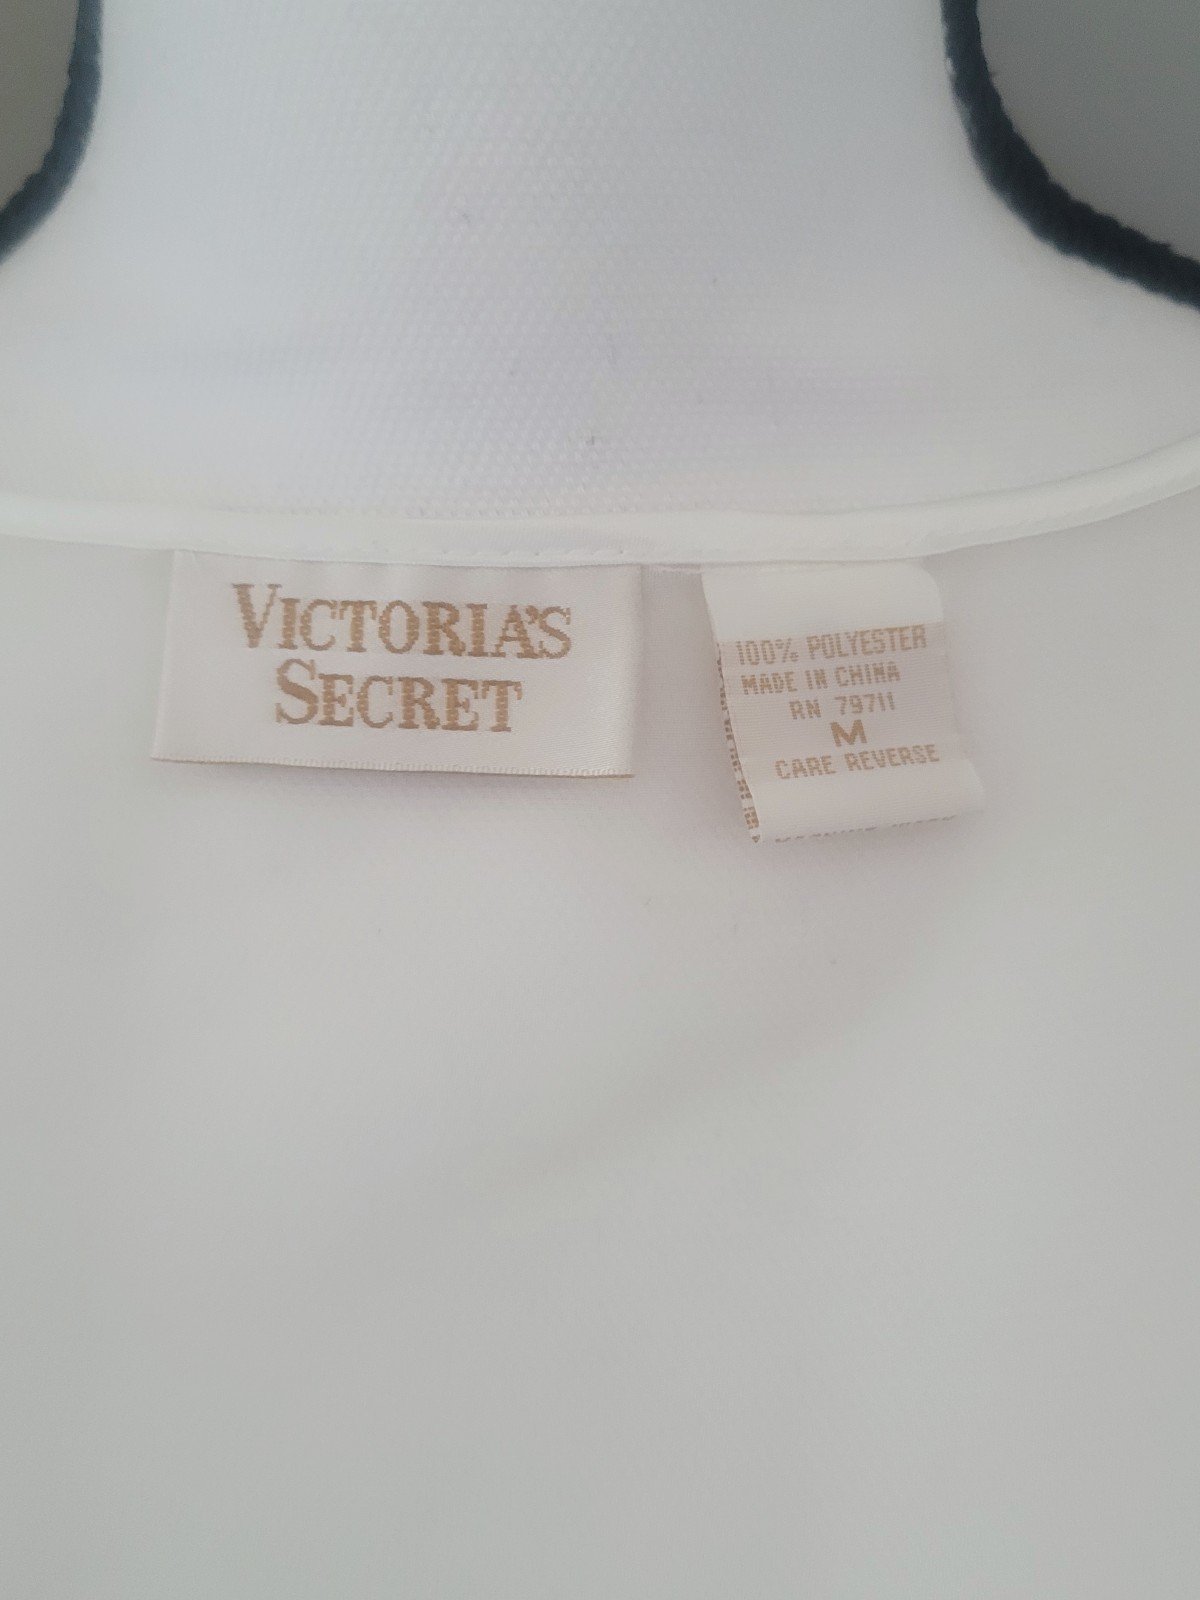 VICTORIA'S
SECRET
100% POLYESTER
MADE IN CHINA
RN 79711
M
CARE REVERSE